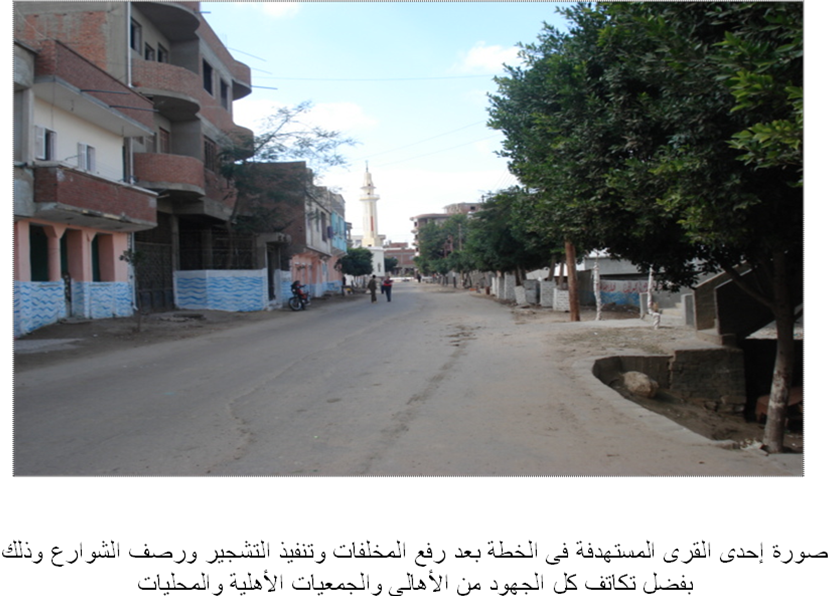 صورة إحدى القرى المستهدفة فى الخطة بعد رفع المخلفات وتنفيذ التشجير ورصف الشوارع وذلك
بفضل تكاتف كل الجهود من الأهالى والجمعيات الأهلية والمحليات